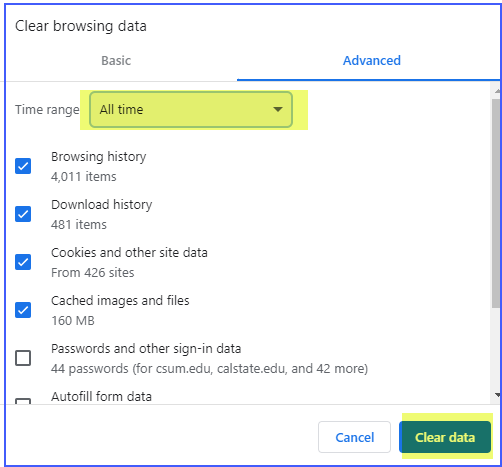 Clear browsing data
Basic
Advanced
Time range
All time
Browsing history
4,011 items
Download history
481 items
Cookies and other site data
From 426 sites
Cached images and files
160 MB
Passwords and other sign-in data
44 passwords (for csum.edu, calstate.edu, and 42 more)
Autofill form data
Cancel
Clear data